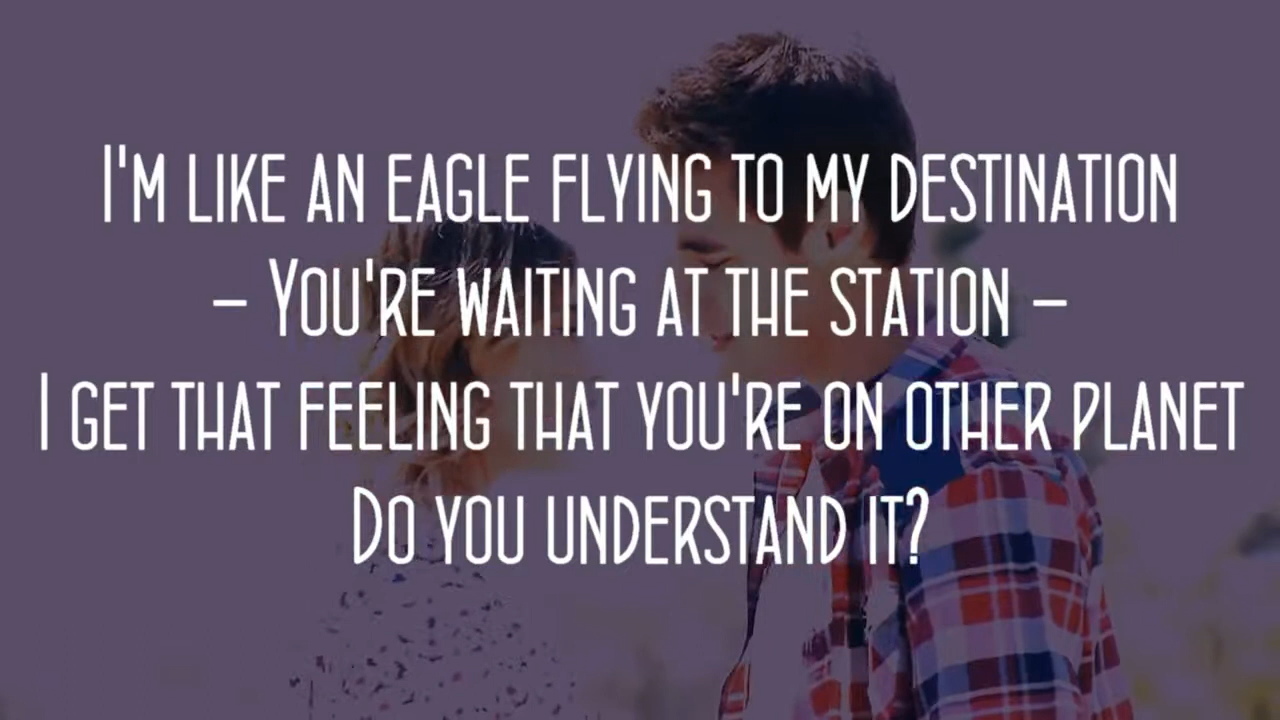 I'm like an eagle flying to my destination
– You're waiting at the station –
I get that feeling that you're on other planet
Do you understand it?